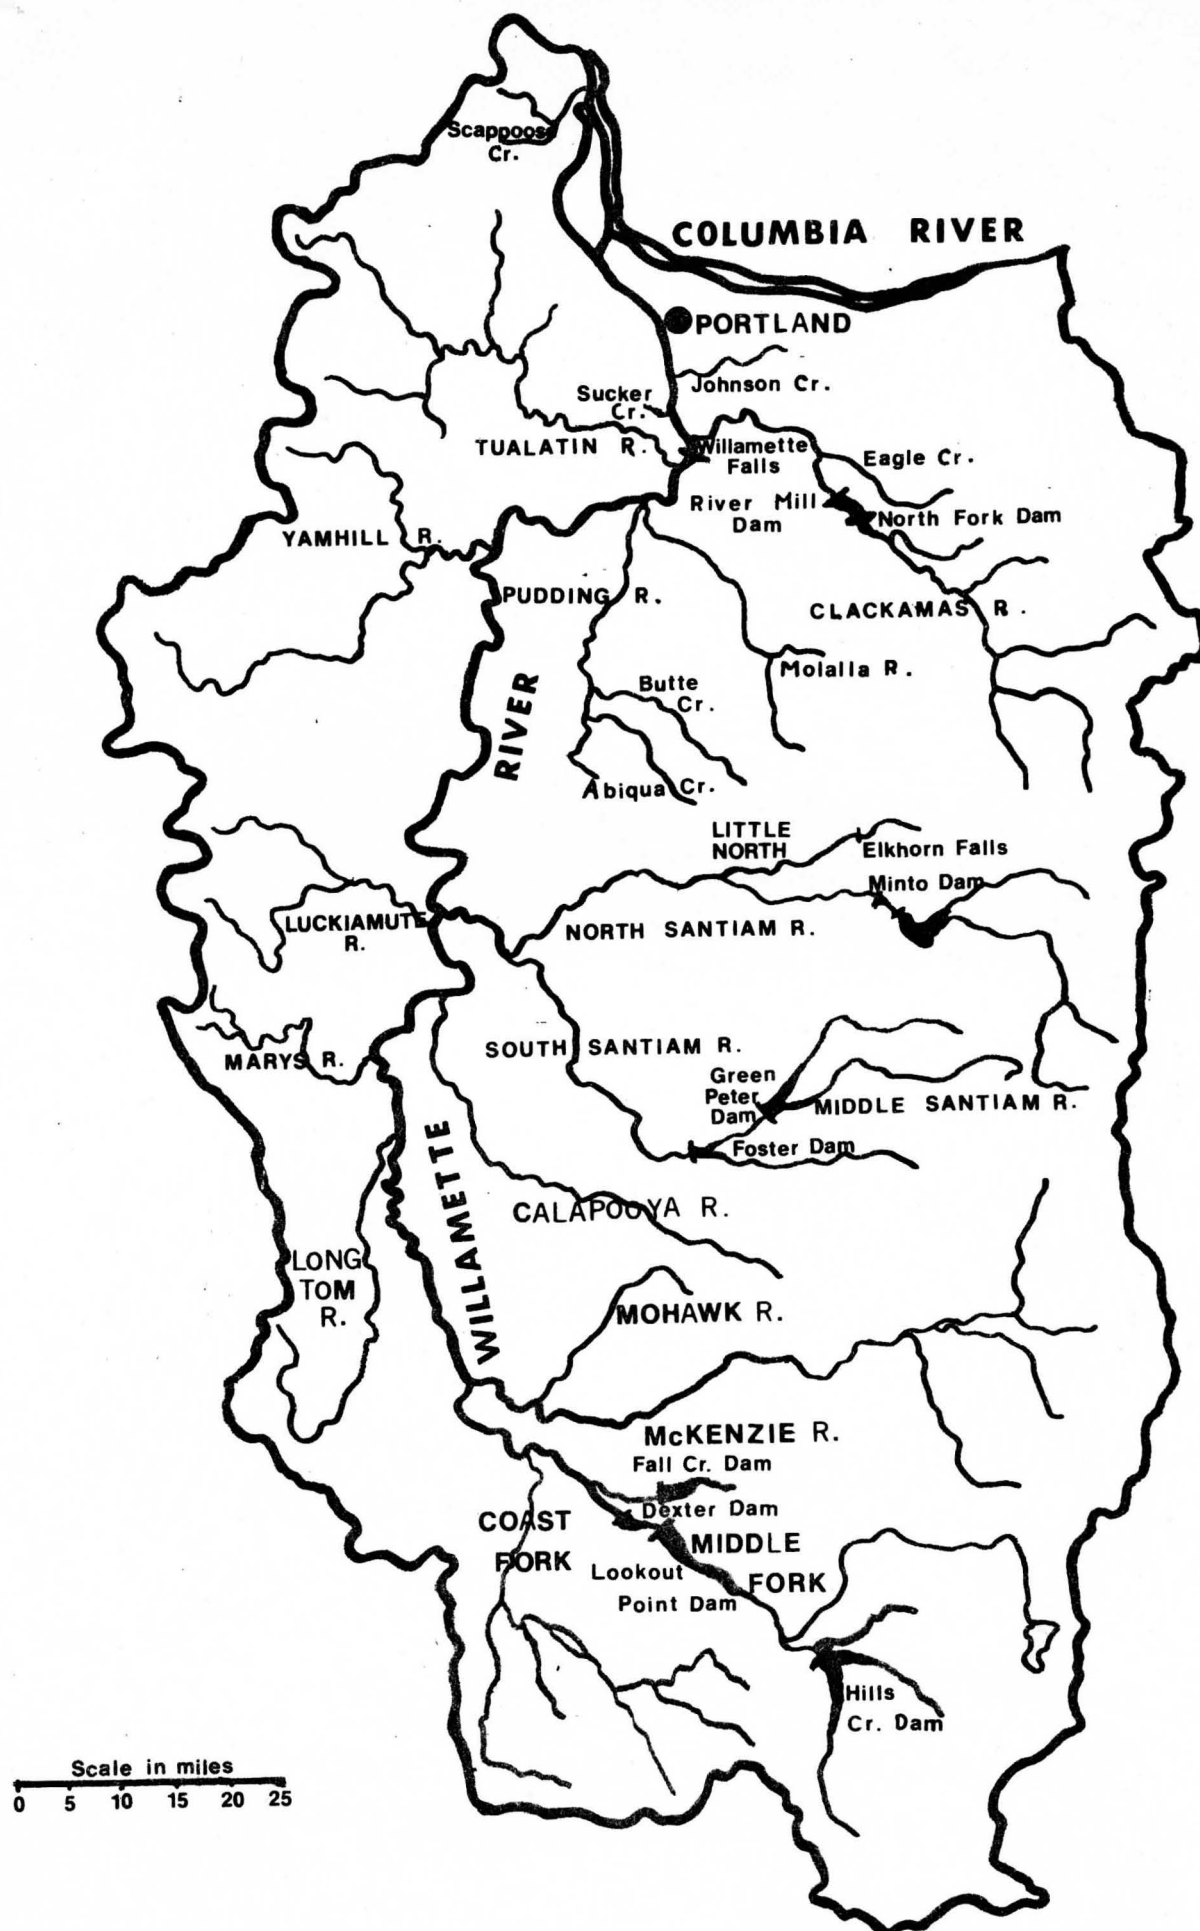 Scappoose
Cr.
COLUMBIA RIVER
PORTLAND
Johnson Cr.
Sucker
Cr.
TUALATIN R.
Willamette
Falls
Eagle Cr.
River Mill
Dam
North Fork Dam
YAMHILL R.
PUDDING R.
CLACKAMAS R.
Molalla R.
Butte
Cr.
RIVER
Abiqua Cr.
LITTLE
NORTH
Elkhorn Falls
Minto Dam
LUCKIAMUTE
R.
NORTH SANTIAM R.
MARYS R.
SOUTH SANTIAM R.
Green
Peter
Dam
MIDDLE SANTIAM R.
Foster Dam
WILLAMETTE
CALAPOOYA R.
LONG
TOM
R.
MOHAWK R.
McKENZIE R.
Fall Cr. Dam
Dexter Dam
COAST
FORK
MIDDLE
FORK
Lookout
Point Dam
Hills
Cr. Dam
Scale in miles
0 5 10 15 20 25